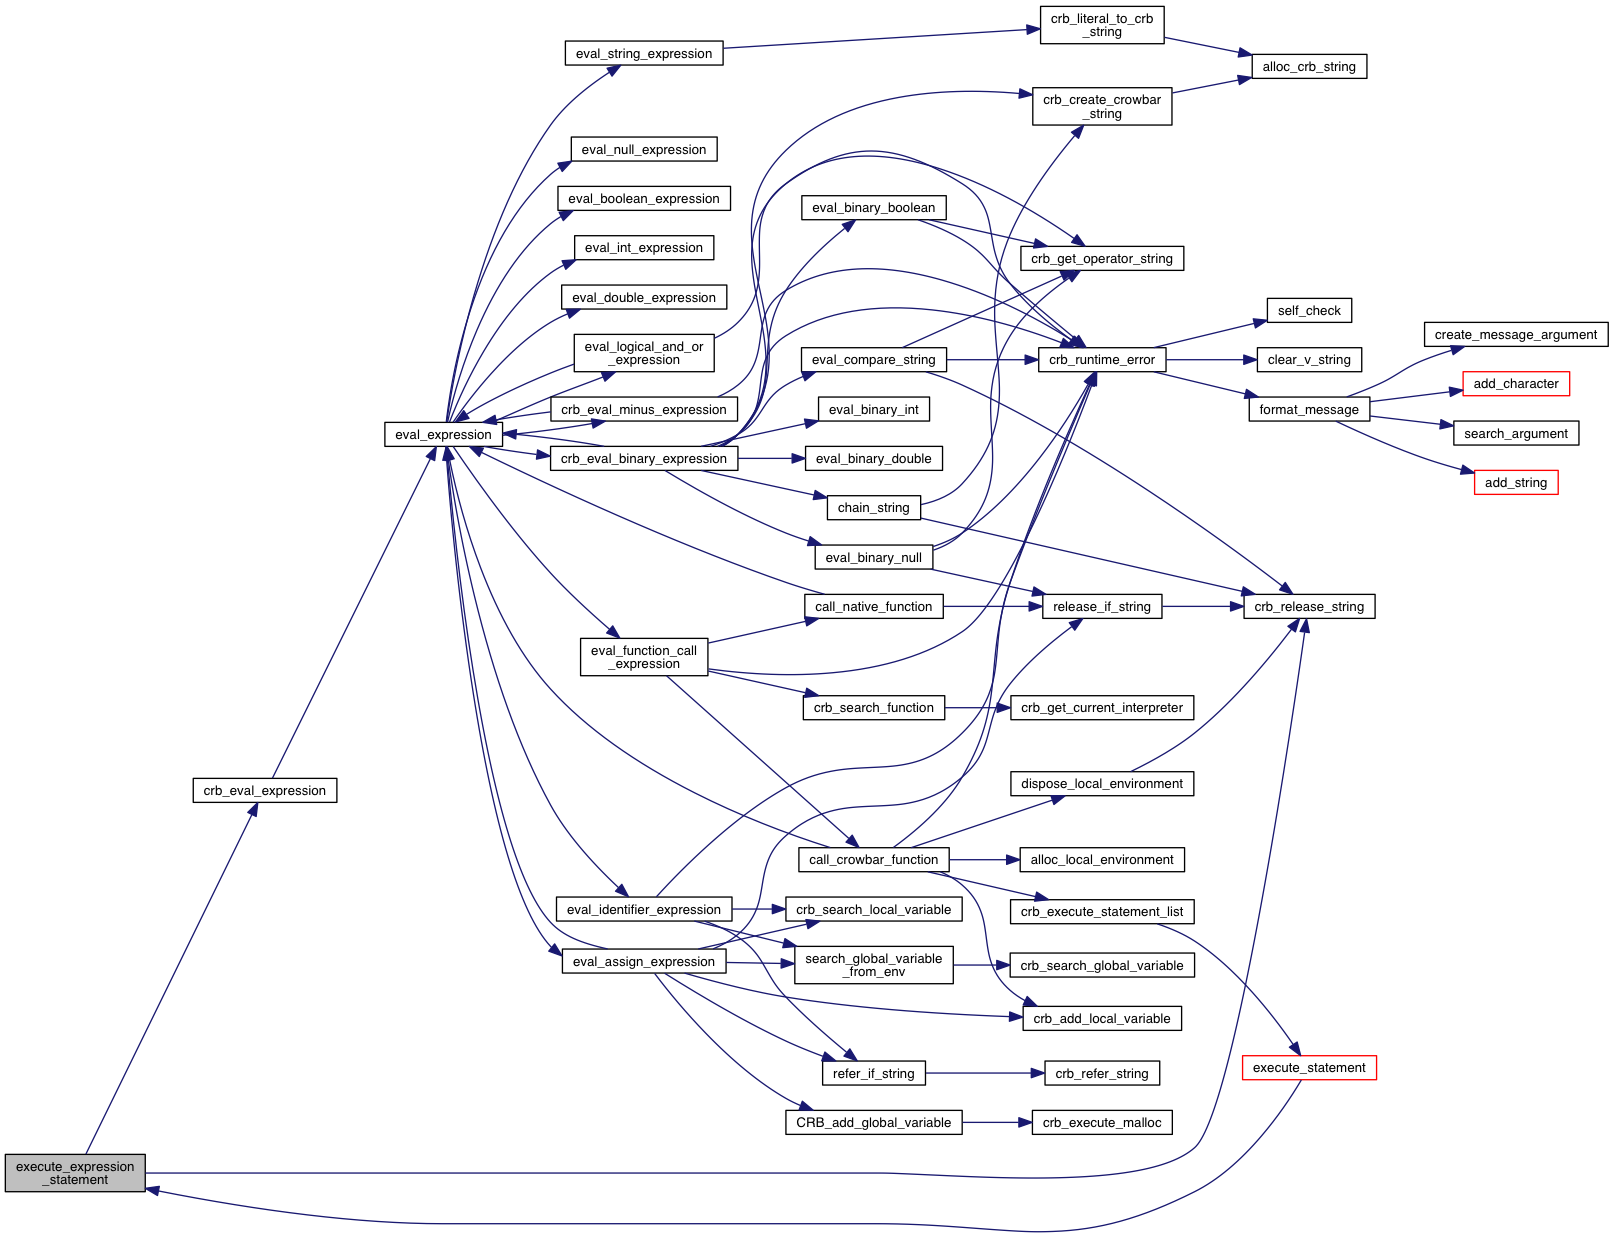 crb_literal_to_crb
_string
eval_string_expression
alloc_crb_string
crb_create_crowbar
_string
eval_null_expression
eval_boolean_expression
eval_binary_boolean
eval_int_expression
crb_get_operator_string
eval_double_expression
self_check
eval_logical_and_or
_expression
eval_compare_string
crb_runtime_error
clear_v_string
create_message_argument
add_character
crb_eval_minus_expression
eval_binary_int
format_message
eval_expression
search_argument
crb_eval_binary_expression
eval_binary_double
add_string
chain_string
eval_binary_null
call_native_function
release_if_string
crb_release_string
eval_function_call
_expression
crb_search_function
crb_get_current_interpreter
crb_eval_expression
dispose_local_environment
call_crowbar_function
alloc_local_environment
eval_identifier_expression
crb_search_local_variable
crb_execute_statement_list
eval_assign_expression
search_global_variable
_from_env
crb_search_global_variable
crb_add_local_variable
refer_if_string
crb_refer_string
execute_statement
CRB_add_global_variable
crb_execute_malloc
execute_expression
_statement